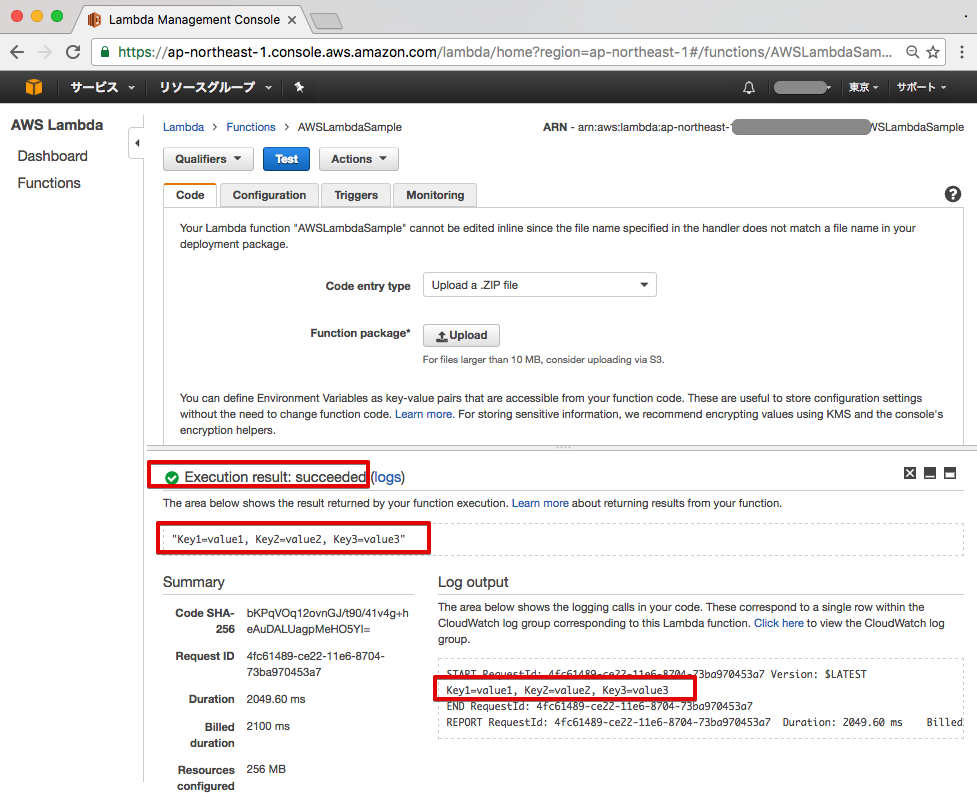 Lambda Management Console
https://ap-northeast-1.console.aws.amazon.com/lambda/home?region=ap-northeast-1#/functions/AWSLambdaSam...
サービス リソースグループ 東京 サポート
AWS Lambda
Dashboard
Functions
Lambda > Functions > AWSLambdaSample
ARN - arn:aws:lambda:ap-northeast- WSLambdaSample
Qualifiers Test Actions
Code Configuration Triggers Monitoring
?
Your Lambda function "AWSLambdaSample" cannot be edited inline since the file name specified in the handler does not match a file name in your
deployment package.
Code entry type Upload a .ZIP file
Function package* Upload
For files larger than 10 MB, consider uploading via S3.
You can define Environment Variables as key-value pairs that are accessible from your function code. These are useful to store configuration settings
without the need to change function code. Learn more. For storing sensitive information, we recommend encrypting values using KMS and the console's
encryption helpers.
Execution result: succeeded (logs)
The area below shows the result returned by your function execution. Learn more about returning results from your function.
"Key1=value1, Key2=value2, Key3=value3"
Summary
Code SHA-256 bKPqVOq12ovnGJ/t90/41v4g+h
eAuDALUagpMeHO5YI=
Request ID 4fc61489-ce22-11e6-8704-
73ba970453a7
Duration 2049.60 ms
Billed duration 2100 ms
Resources configured 256 MB
Log output
The area below shows the logging calls in your code. These correspond to a single row within the
CloudWatch log group corresponding to this Lambda function. Click here to view the CloudWatch log
group.
START RequestId: 4fc61489-ce22-11e6-8704-73ba970453a7 Version: $LATEST
Key1=value1, Key2=value2, Key3=value3
END RequestId: 4fc61489-ce22-11e6-8704-73ba970453a7
REPORT RequestId: 4fc61489-ce22-11e6-8704-73ba970453a7 Duration: 2049.60 ms Billed